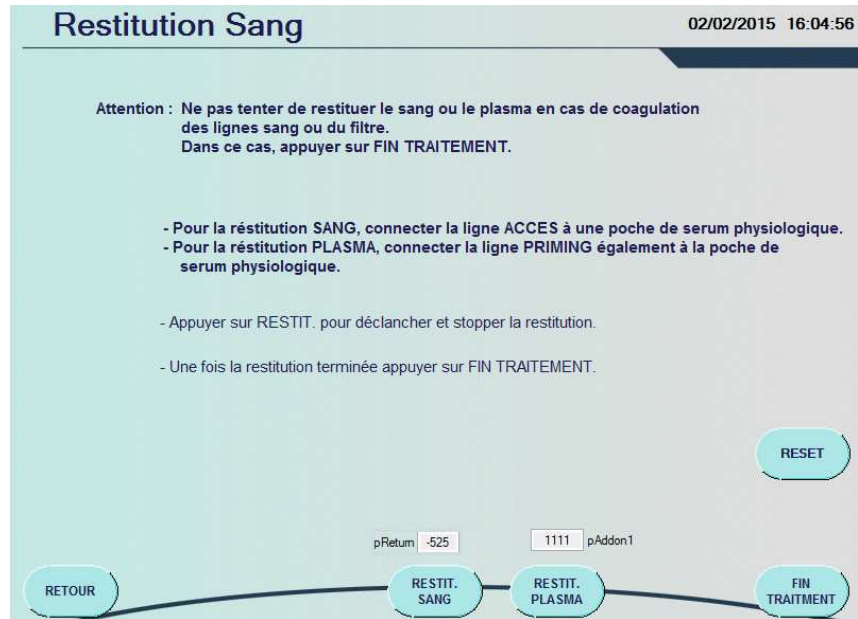 Restitution Sang
02/02/2015 16:04:56
Attention : Ne pas tenter de restituer le sang ou le plasma en cas de coagulation
des lignes sang ou du filtre.
Dans ce cas, appuyer sur FIN TRAITEMENT.
- Pour la réstitution SANG, connecter la ligne ACCES à une poche de serum physiologique.
- Pour la réstitution PLASMA, connecter la ligne PRIMING également à la poche de
serum physiologique.
- Appuyer sur RESTIT. pour déclancher et stopper la restitution.
- Une fois la restitution terminée appuyer sur FIN TRAITEMENT.
RESET
pReturn -525
1111 pAddon1
RETOUR
RESTIT.
SANG
RESTIT.
PLASMA
FIN
TRAITMENT